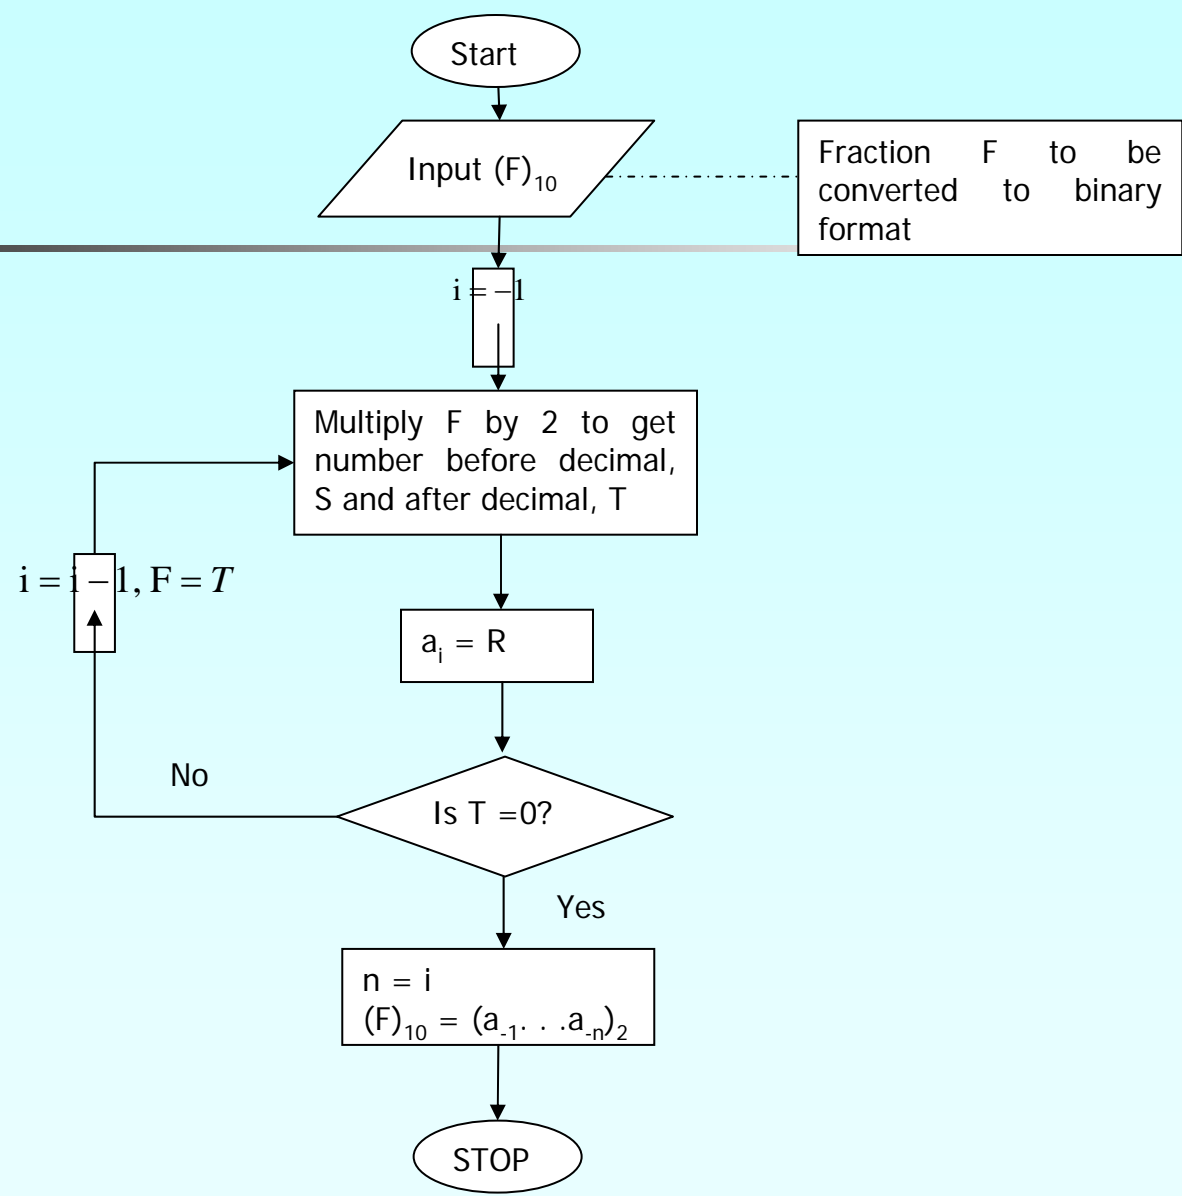 Start
Input (F)₁₀
Fraction F to be
converted to binary
format
i = −1
Multiply F by 2 to get
number before decimal,
S and after decimal, T
i = i − 1, F = T
aᵢ = R
No
Is T =0?
Yes
n = i
(F)₁₀ = (a₋₁. . .a₋ₙ)₂
STOP